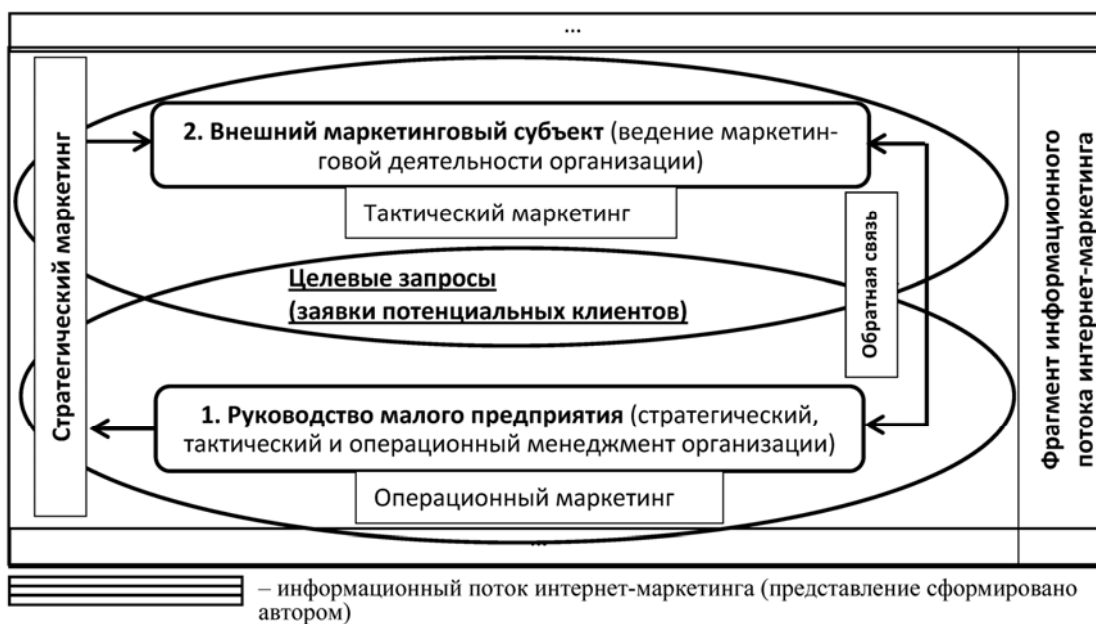 ...
Стратегический маркетинг
2. Внешний маркетинговый субъект (ведение маркетин-
говой деятельности организации)
Тактический маркетинг
Целевые запросы
(заявки потенциальных клиентов)
Обратная связь
1. Руководство малого предприятия (стратегический,
тактический и операционный менеджмент организации)
Операционный маркетинг
Фрагмент информационного
потока интернет-маркетинга
...
– информационный поток интернет-маркетинга (представление сформировано
автором)